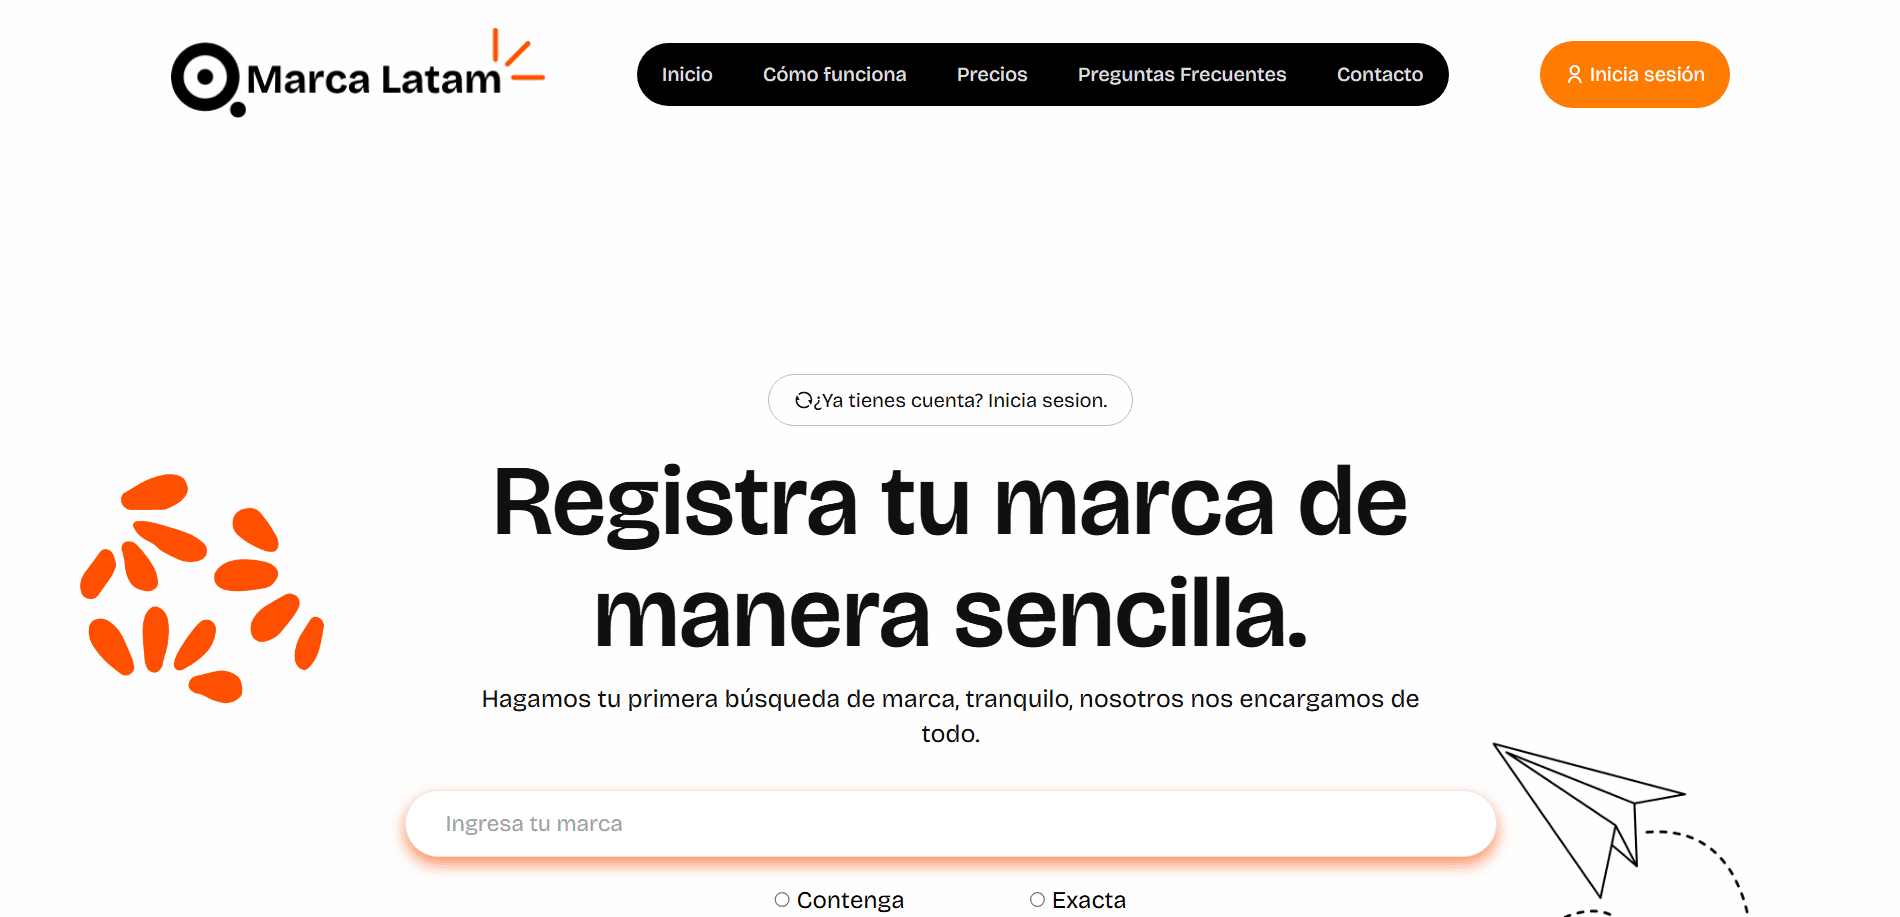 Marca Latam
Inicio
Cómo funciona
Precios
Preguntas Frecuentes
Contacto
Inicia sesión
¿Ya tienes cuenta? Inicia sesion.
Registra tu marca de
manera sencilla.
Hagamos tu primera búsqueda de marca, tranquilo, nosotros nos encargamos de
todo.
Ingresa tu marca
Contenga
Exacta